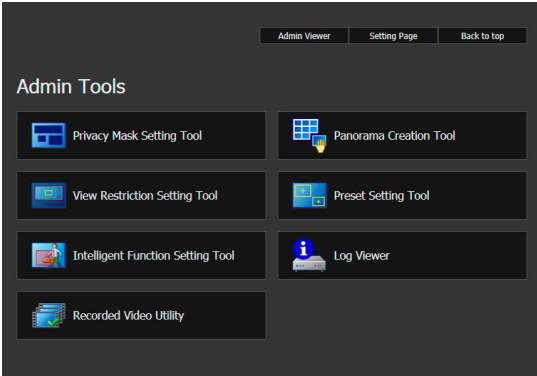 Admin Viewer Setting Page Back to top
Admin Tools
Privacy Mask Setting Tool Panorama Creation Tool
View Restriction Setting Tool Preset Setting Tool
Intelligent Function Setting Tool Log Viewer
Recorded Video Utility